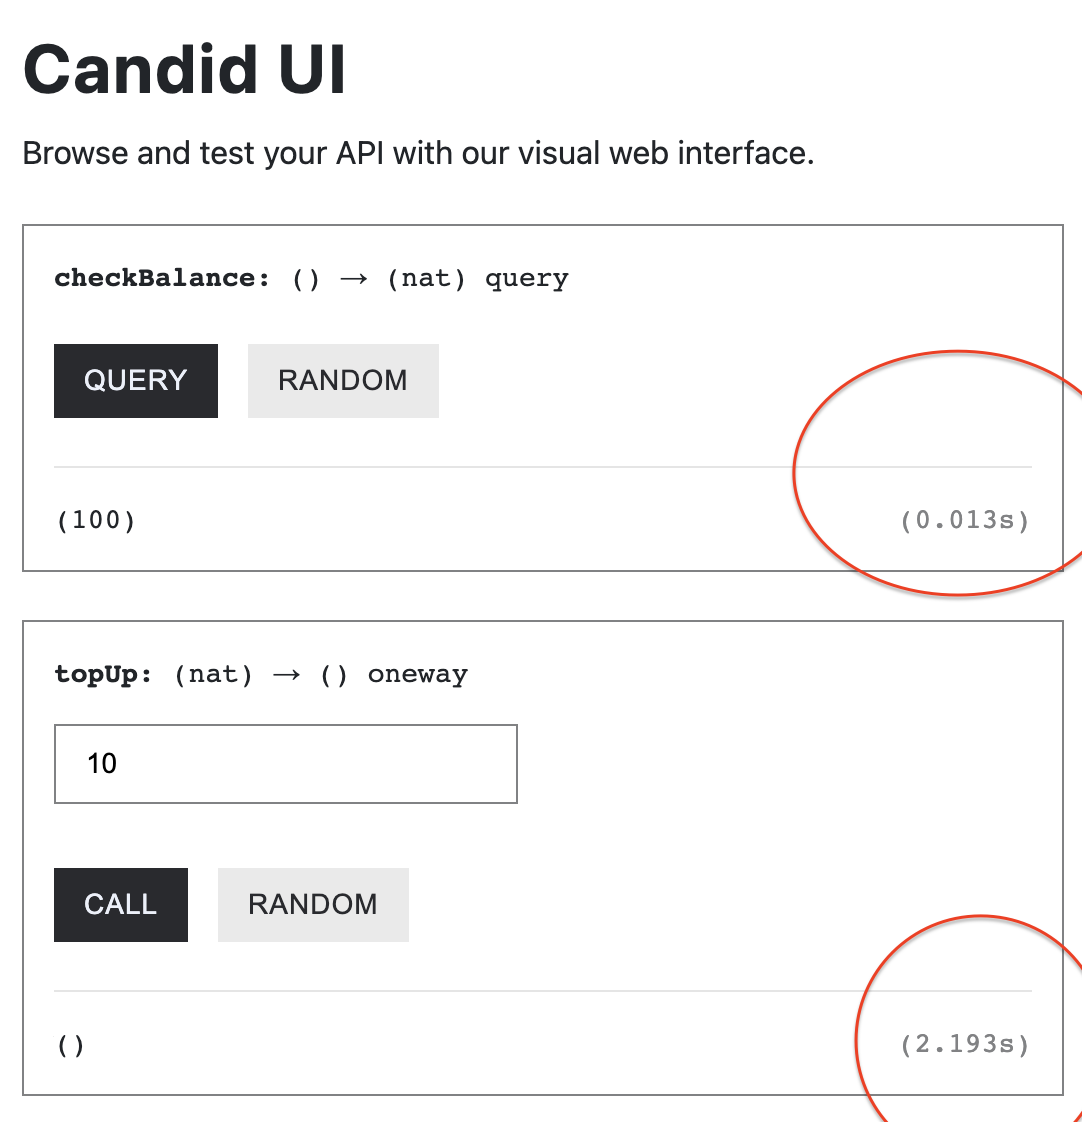 Candid UI
Browse and test your API with our visual web interface.
checkBalance: () → (nat) query
QUERY RANDOM
(100) (0.013s)
topUp: (nat) → () oneway
10
CALL RANDOM
() (2.193s)